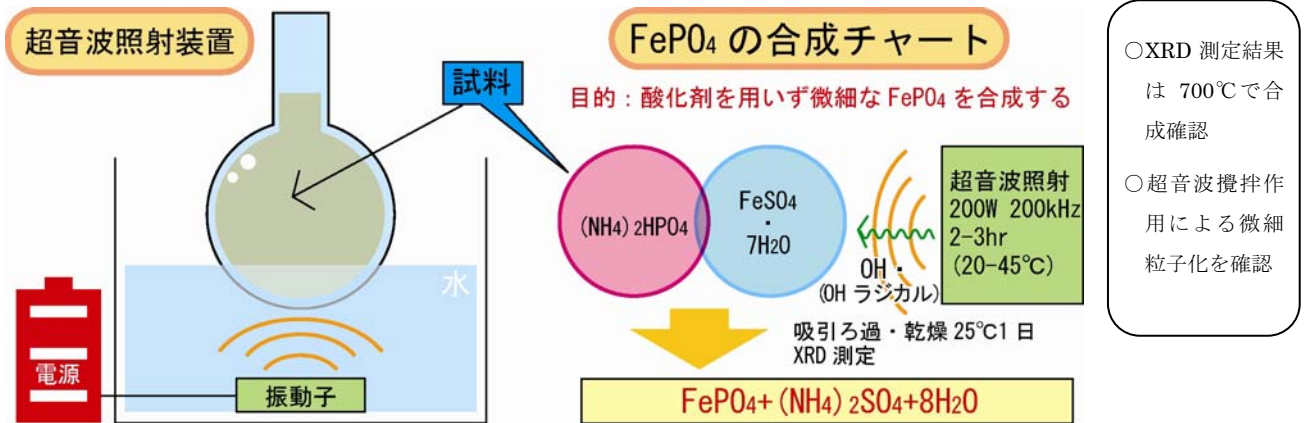 超音波照射装置
試料
水
電源
振動子
FePO4 の合成チャート
目的：酸化剤を用いず微細な FePO4 を合成する
(NH4) 2HPO4
FeSO4
・
7H2O
OH・
(OH ラジカル)
超音波照射
200W 200kHz
2-3hr
(20-45℃)
吸引ろ過・乾燥 25℃1 日
XRD 測定
FePO4+(NH4) 2SO4+8H2O
○XRD 測定結果
は 700℃で合
成確認
○超音波攪拌作
用による微細
粒子化を確認